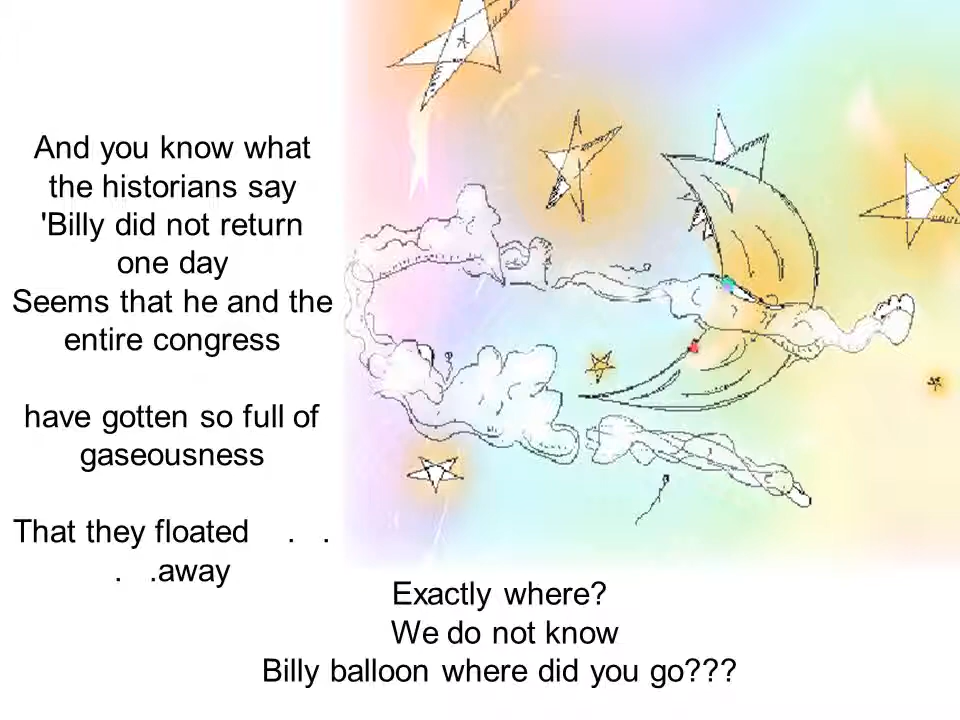 And you know what
the historians say
'Billy did not return
one day
Seems that he and the
entire congress
have gotten so full of
gaseousness
That they floated . .
. .away
Exactly where?
We do not know
Billy balloon where did you go???